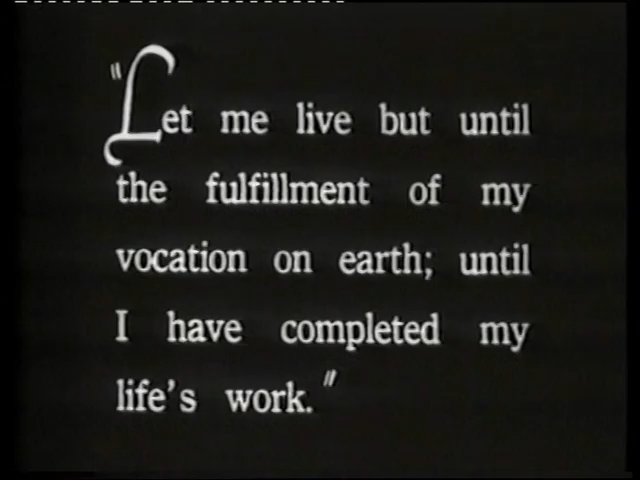 "Let me live but until
the fulfillment of my
vocation on earth; until
I have completed my
life's work."